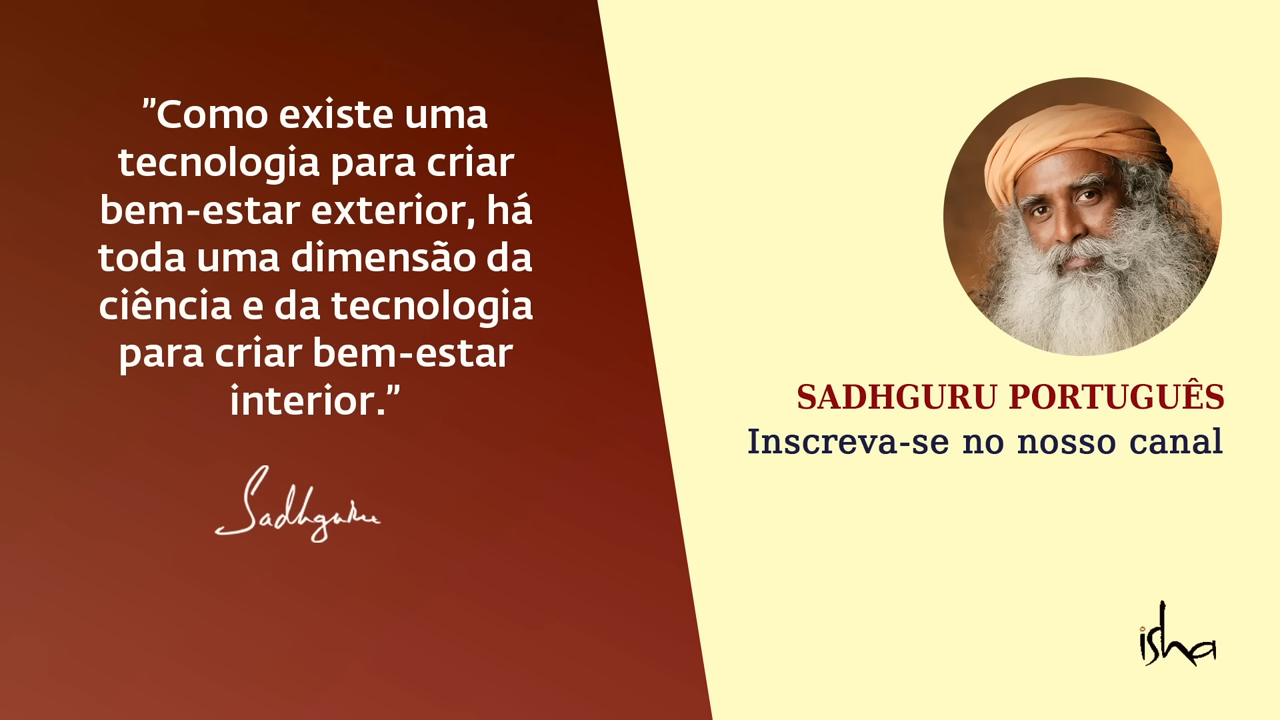 ”Como existe uma
tecnologia para criar
bem-estar exterior, há
toda uma dimensão da
ciência e da tecnologia
para criar bem-estar
interior.”
Sadhguru
SADHGURU PORTUGUÊS
Inscreva-se no nosso canal
isha